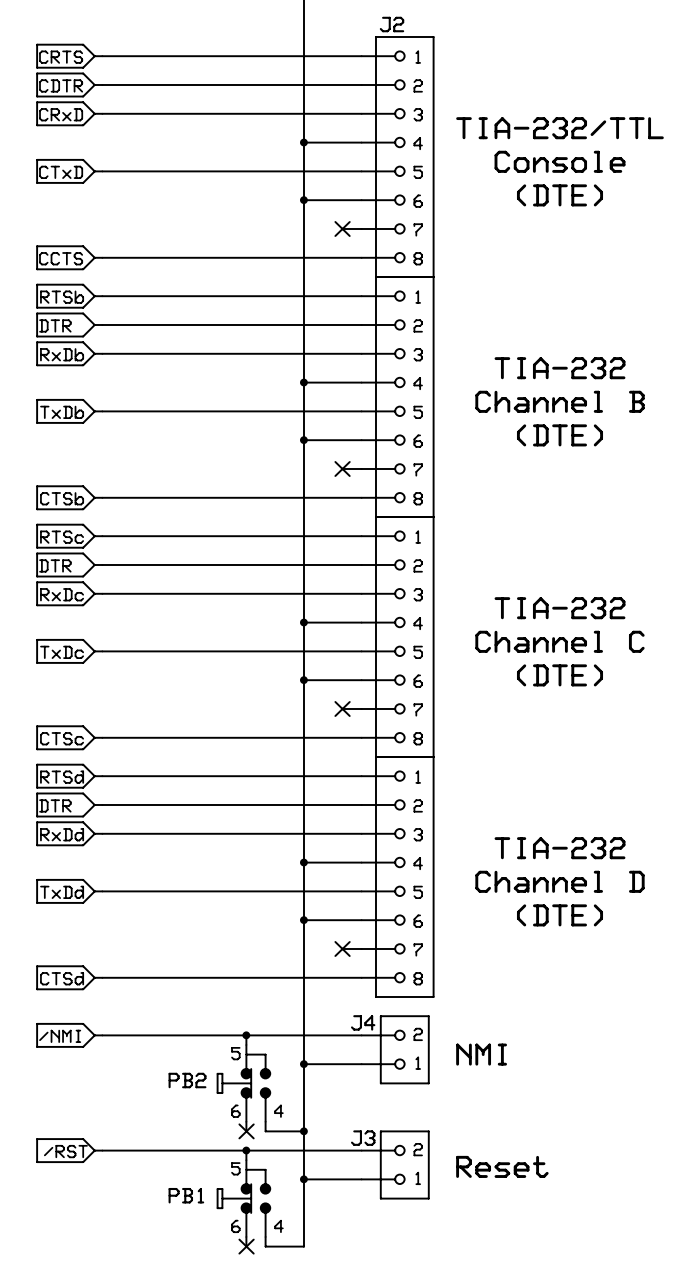 J2
CRTS 1
CDTR 2
CRxD 3
4
CTxD 5
6
7
CCTS 8
TIA-232/TTL
Console
(DTE)
RTSb 1
DTR 2
RxDb 3
4
TxDb 5
6
7
CTSb 8
TIA-232
Channel B
(DTE)
RTSc 1
DTR 2
RxDc 3
4
TxDc 5
6
7
CTSc 8
TIA-232
Channel C
(DTE)
RTSd 1
DTR 2
RxDd 3
4
TxDd 5
6
7
CTSd 8
TIA-232
Channel D
(DTE)
J4
/NMI 2
1
NMI
5
PB2
6 4
J3
/RST 2
1
Reset
5
PB1
6 4